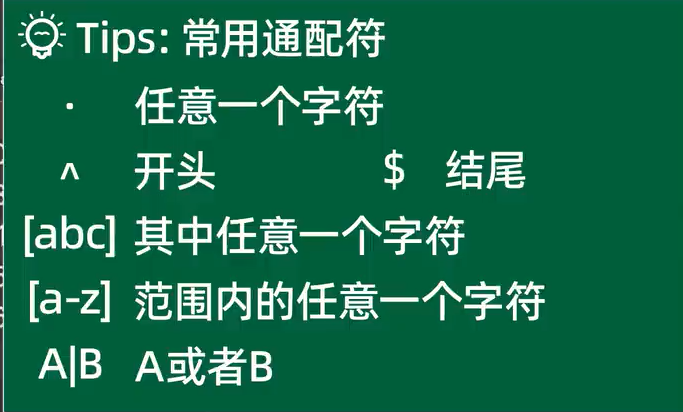 Tips: 常用通配符
· 任意一个字符
^ 开头 $ 结尾
[abc] 其中任意一个字符
[a-z] 范围内的任意一个字符
A|B A或者B